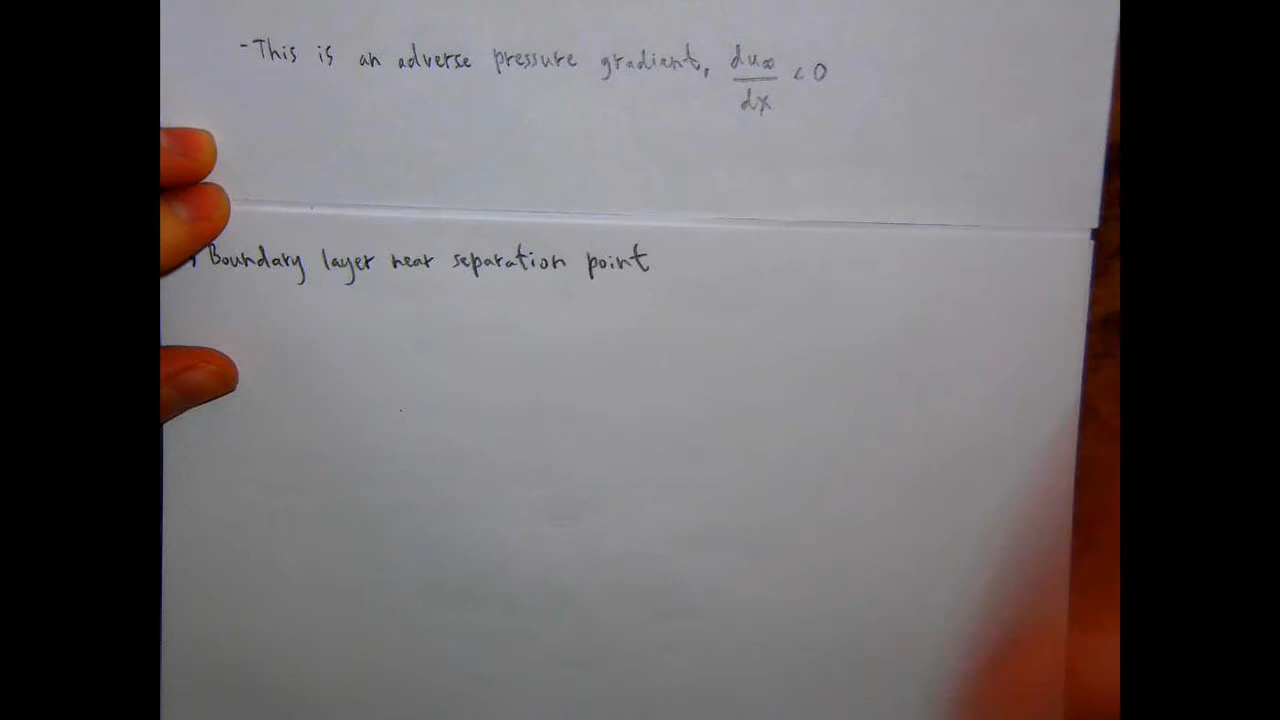 -This is an adverse pressure gradient, du∞/dx < 0
Boundary layer near separation point